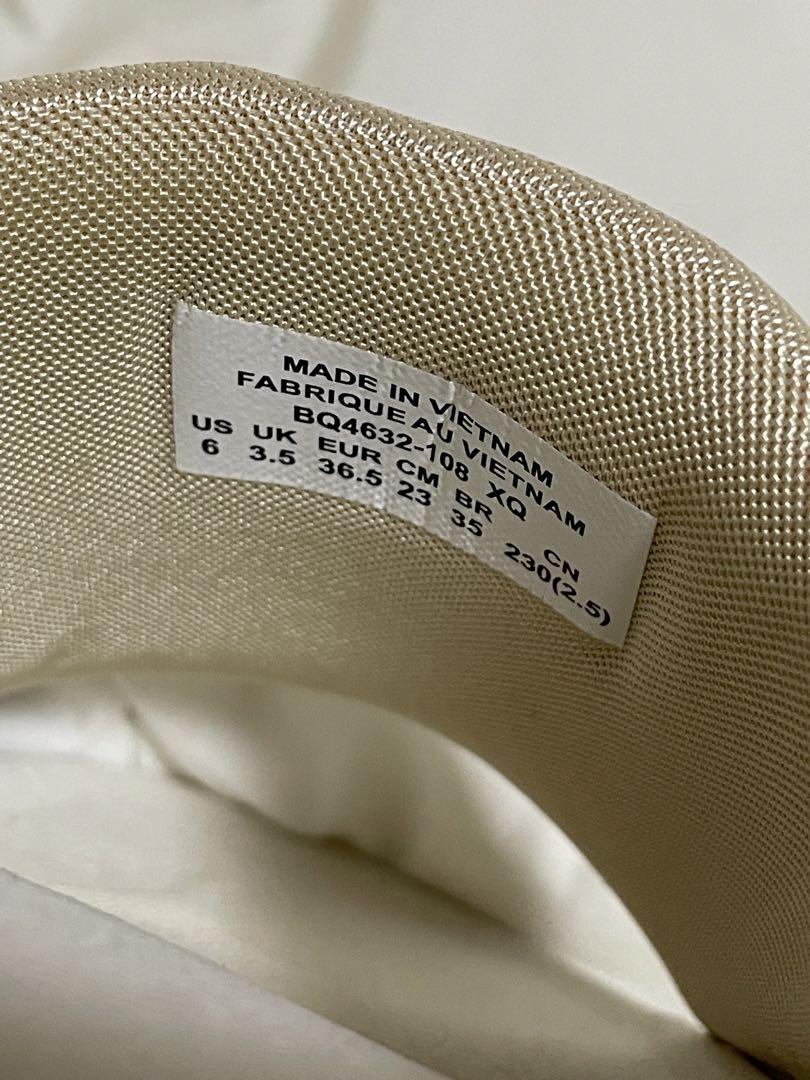 MADE IN VIETNAM
FABRIQUE AU VIETNAM
BQ4632-108 XQ
US UK EUR CM BR CN
6 3.5 36.5 23 35 230(2.5)